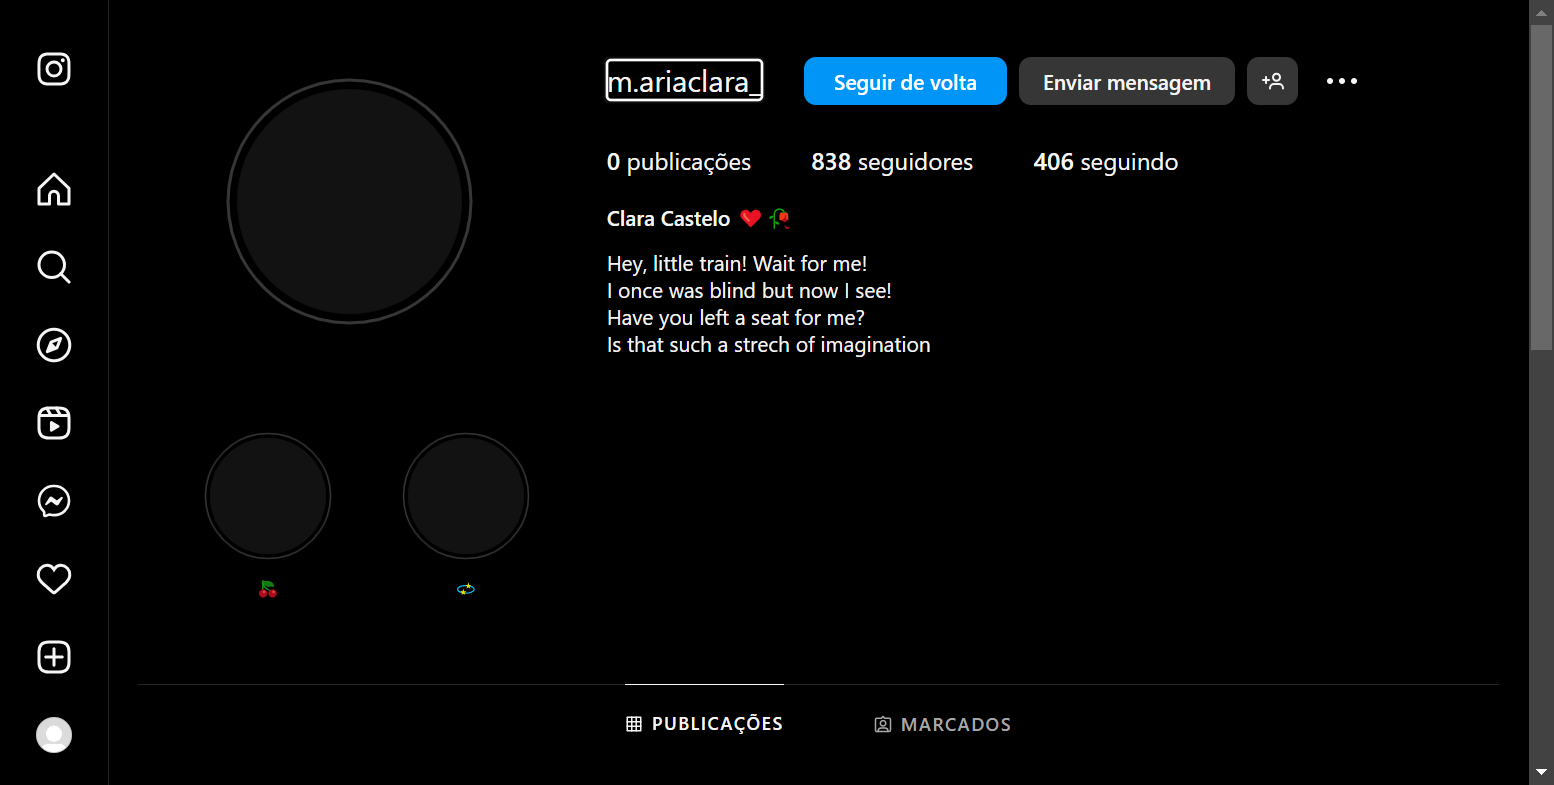 m.ariaclara_ Seguir de volta Enviar mensagem
0 publicações 838 seguidores 406 seguindo
Clara Castelo ❤️🥀
Hey, little train! Wait for me!
I once was blind but now I see!
Have you left a seat for me?
Is that such a strech of imagination
🍒 💫
PUBLICAÇÕES MARCADOS